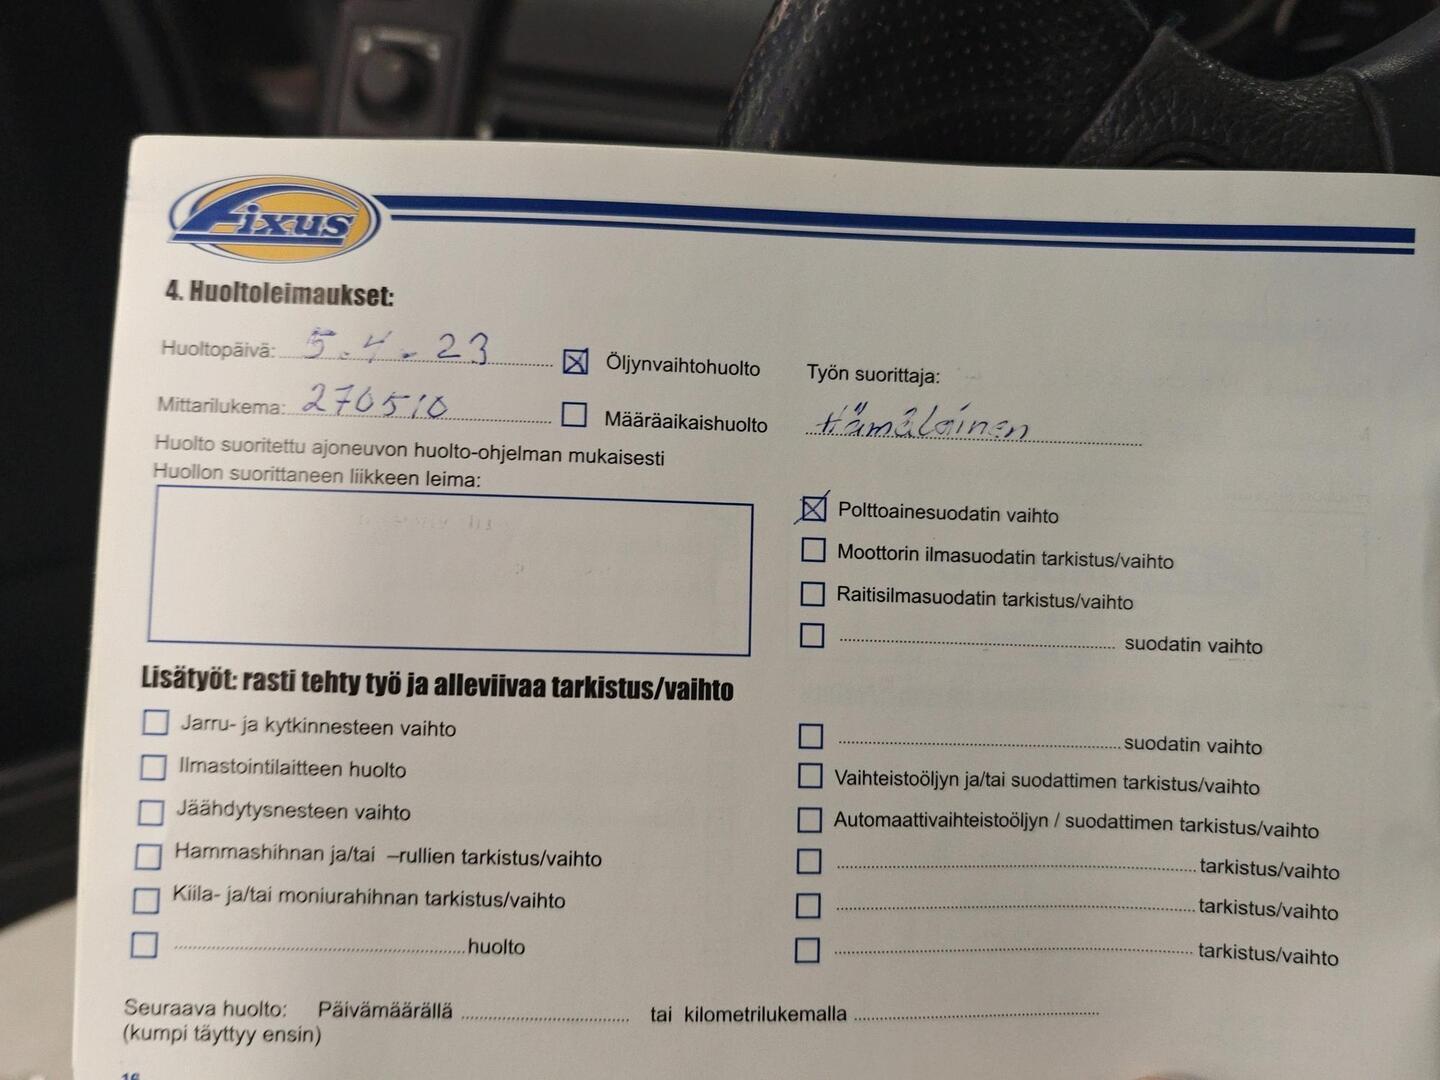 Fixus
4. Huoltoleimaukset:
Huoltopäivä: 5.4.23
Öljynvaihtohuolto
Työn suorittaja:
Mittarilukema: 270510
Määräaikaishuolto
Hämäläinen
Huolto suoritettu ajoneuvon huolto-ohjelman mukaisesti
Huollon suorittaneen liikkeen leima:
Polttoainesuodatin vaihto
Moottorin ilmasuodatin tarkistus/vaihto
Raitisilmasuodatin tarkistus/vaihto
suodatin vaihto
Lisätyöt: rasti tehty työ ja alleviivaa tarkistus/vaihto
Jarru- ja kytkinnesteen vaihto
Ilmastointilaitteen huolto
Jäähdytysnesteen vaihto
Hammashihnan ja/tai –rullien tarkistus/vaihto
Kiila- ja/tai moniurahihnan tarkistus/vaihto
huolto
suodatin vaihto
Vaihteistoöljyn ja/tai suodattimen tarkistus/vaihto
Automaattivaihteistoöljyn / suodattimen tarkistus/vaihto
tarkistus/vaihto
tarkistus/vaihto
tarkistus/vaihto
Seuraava huolto: Päivämäärällä tai kilometrilukemalla
(kumpi täyttyy ensin)